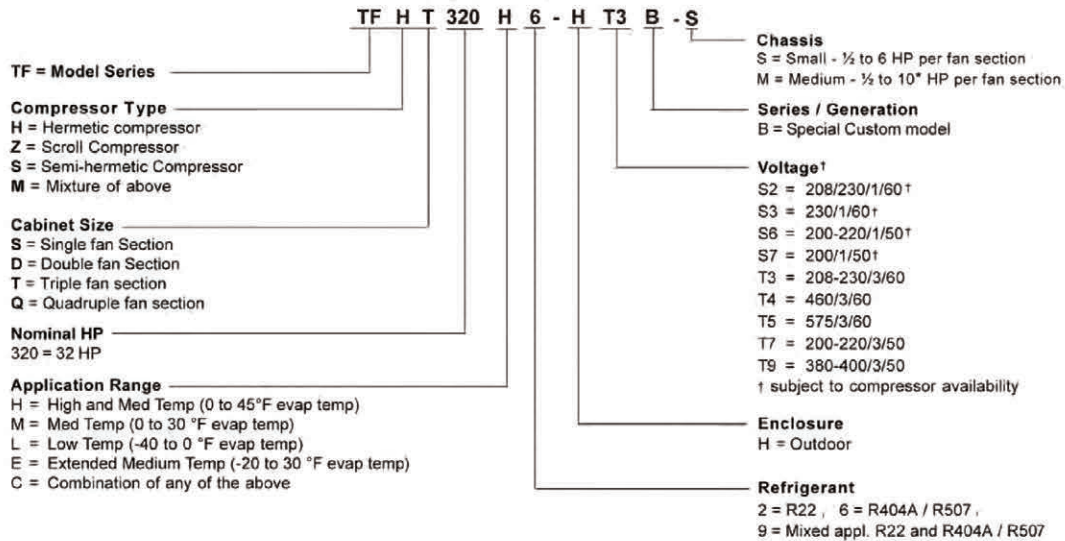 TF H T 320 H 6 - H T3 B - S
TF = Model Series
Compressor Type
H = Hermetic compressor
Z = Scroll Compressor
S = Semi-hermetic Compressor
M = Mixture of above
Cabinet Size
S = Single fan Section
D = Double fan Section
T = Triple fan section
Q = Quadruple fan section
Nominal HP
320 = 32 HP
Application Range
H = High and Med Temp (0 to 45°F evap temp)
M = Med Temp (0 to 30 °F evap temp)
L = Low Temp (-40 to 0 °F evap temp)
E = Extended Medium Temp (-20 to 30 °F evap temp)
C = Combination of any of the above
Chassis
S = Small - ½ to 6 HP per fan section
M = Medium - ½ to 10* HP per fan section
Series / Generation
B = Special Custom model
Voltage†
S2 = 208/230/1/60†
S3 = 230/1/60†
S6 = 200-220/1/50†
S7 = 200/1/50†
T3 = 208-230/3/60
T4 = 460/3/60
T5 = 575/3/60
T7 = 200-220/3/50
T9 = 380-400/3/50
† subject to compressor availability
Enclosure
H = Outdoor
Refrigerant
2 = R22 , 6 = R404A / R507 ,
9 = Mixed appl. R22 and R404A / R507